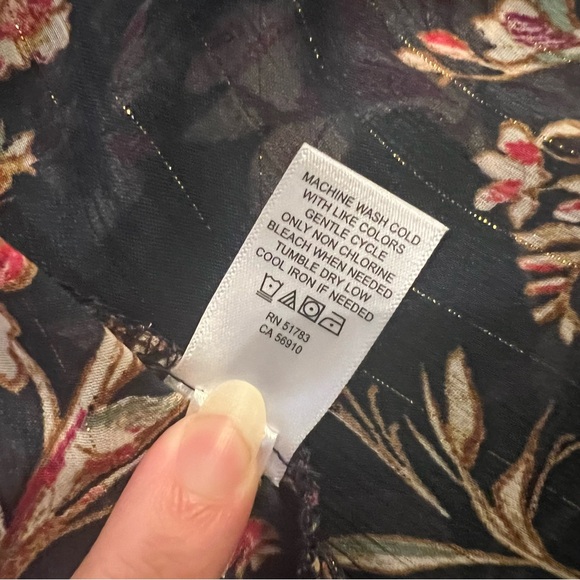 MACHINE WASH COLD
WITH LIKE COLORS
GENTLE CYCLE
ONLY NON CHLORINE
BLEACH WHEN NEEDED
TUMBLE DRY LOW
COOL IRON IF NEEDED
RN 51783
CA 56910